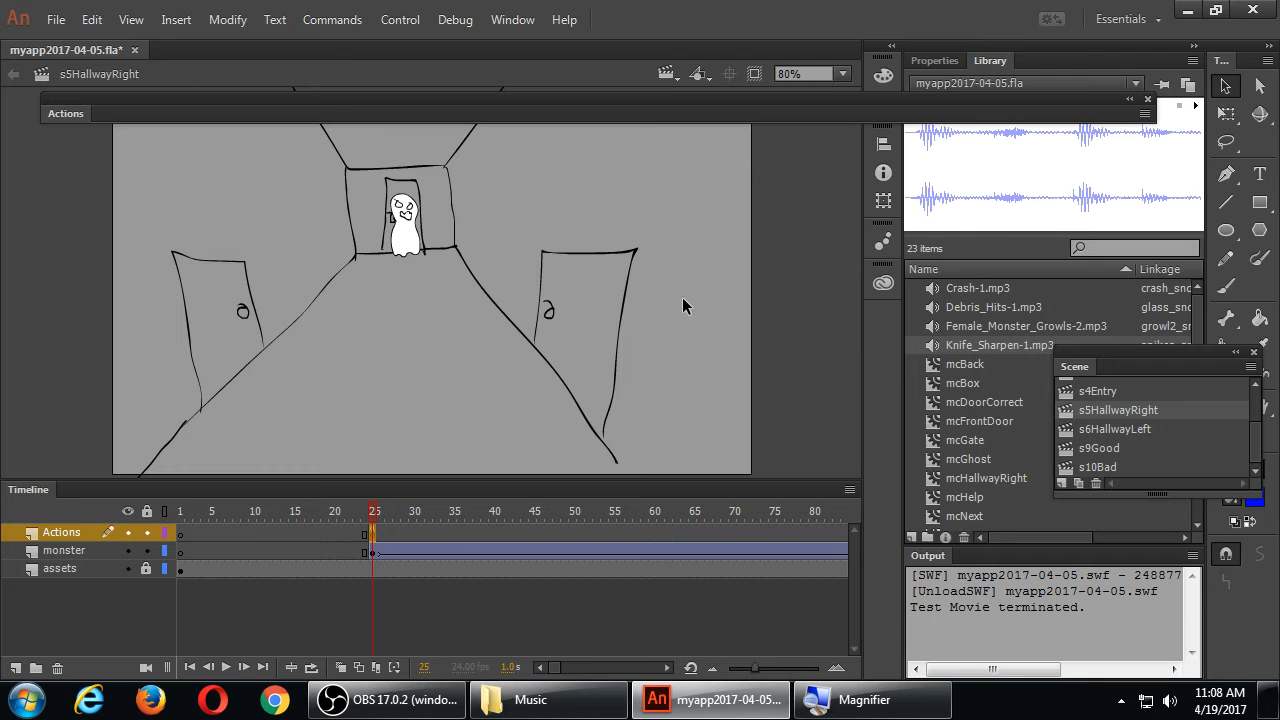 An File Edit View Insert Modify Text Commands Control Debug Window Help Essentials
myapp2017-04-05.fla* ×
s5HallwayRight 80%
Actions
Properties Library
myapp2017-04-05.fla
23 items
Name Linkage
Crash-1.mp3 crash_snd
Debris_Hits-1.mp3
Female_Monster_Growls-2.mp3
Knife_Sharpen-1.mp3
mcBack
mcBox
mcDoorCorrect
mcFrontDoor
mcGate
mcGhost
mcHallwayRight
mcHelp
mcNext
T...
Scene
s4Entry
s5HallwayRight
s6HallwayLeft
s9Good
s10Bad
Timeline
1 5 10 15 20 25 30 35 40 45 50 55 60 65 70 75 80
Actions
monster
assets
25 24.00 fps 1.0 s
Output
[SWF] myapp2017-04-05.swf - 248877
[UnloadSWF] myapp2017-04-05.swf
Test Movie terminated.
OBS 17.0.2 (windo... Music An myapp2017-04-05.... Magnifier
11:08 AM
4/19/2017